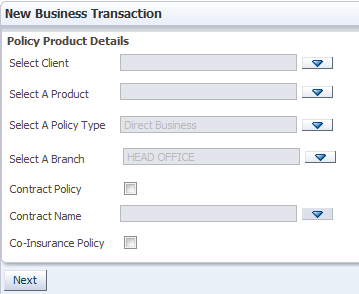 New Business Transaction
Policy Product Details
Select Client
Select A Product
Select A Policy Type Direct Business
Select A Branch HEAD OFFICE
Contract Policy
Contract Name
Co-Insurance Policy
Next